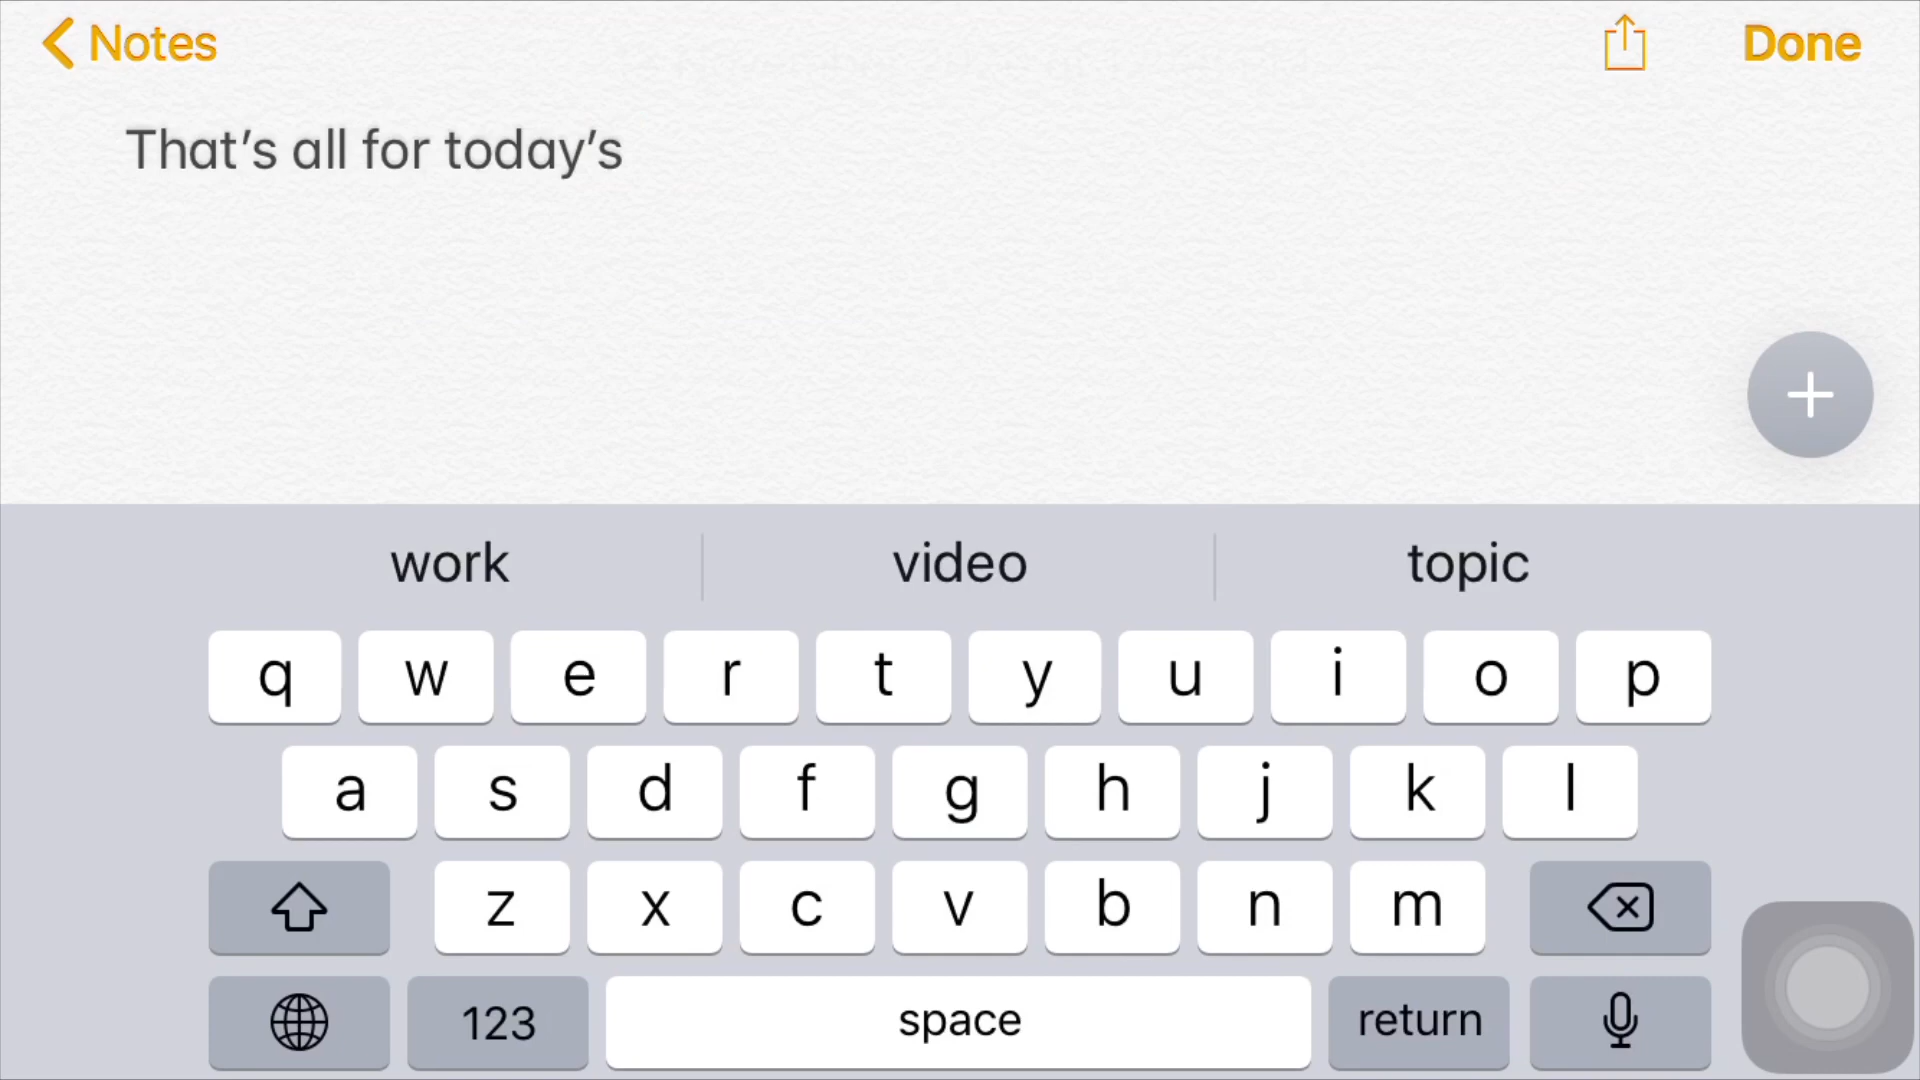 Notes
Done
That’s all for today’s
work video topic
q w e r t y u i o p
a s d f g h j k l
z x c v b n m
123 space return